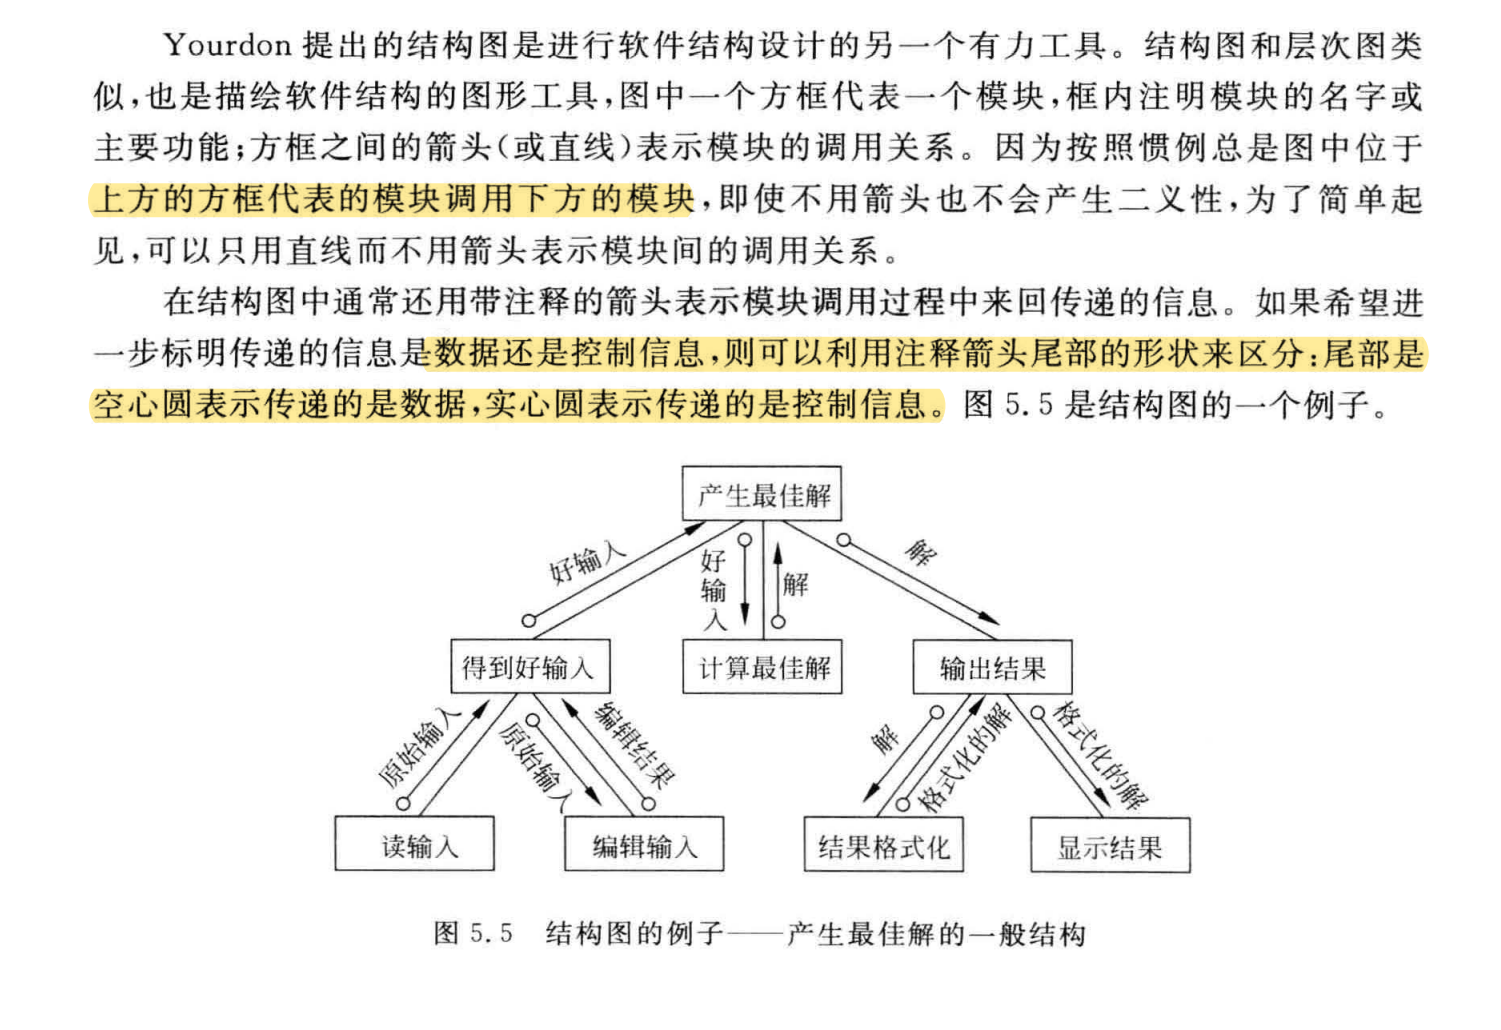 Yourdon 提出的结构图是进行软件结构设计的另一个有力工具。结构图和层次图类
似,也是描绘软件结构的图形工具,图中一个方框代表一个模块,框内注明模块的名字或
主要功能;方框之间的箭头(或直线)表示模块的调用关系。因为按照惯例总是图中位于
上方的方框代表的模块调用下方的模块,即使不用箭头也不会产生二义性,为了简单起
见,可以只用直线而不用箭头表示模块间的调用关系。
在结构图中通常还用带注释的箭头表示模块调用过程中来回传递的信息。如果希望进
一步标明传递的信息是数据还是控制信息,则可以利用注释箭头尾部的形状来区分:尾部是
空心圆表示传递的是数据,实心圆表示传递的是控制信息。图 5.5 是结构图的一个例子。
产生最佳解
好输入
好输入
解
解
得到好输入
计算最佳解
输出结果
原始输入
原始输入
编辑结果
解
格式化的解
格式化的解
读输入
编辑输入
结果格式化
显示结果
图 5.5 结构图的例子——产生最佳解的一般结构